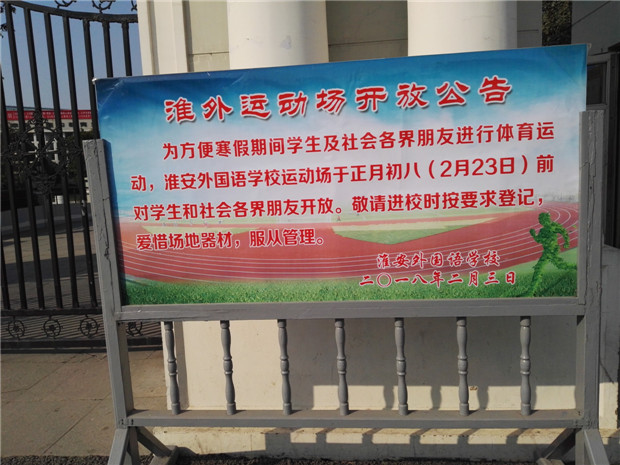 淮外运动场开放公告
为方便寒假期间学生及社会各界朋友进行体育运
动，淮安外国语学校运动场于正月初八（2月23日）前
对学生和社会各界朋友开放。敬请进校时按要求登记，
爱惜场地器材，服从管理。
淮安外国语学校
二〇一八年二月三日